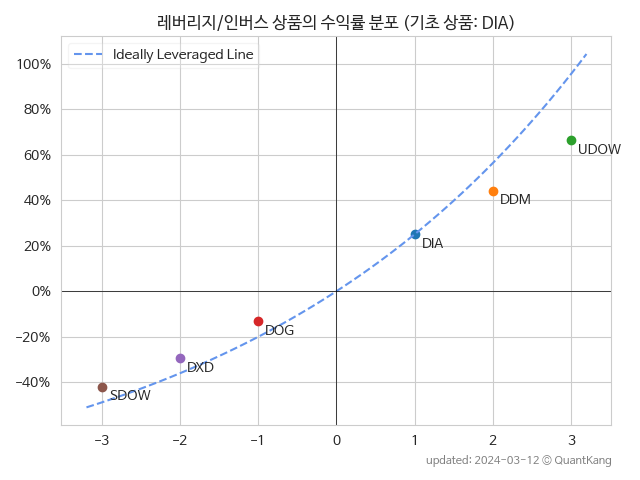 레버리지/인버스 상품의 수익률 분포 (기초 상품: DIA)
Ideally Leveraged Line
100%
80%
60%
40%
20%
0%
−20%
−40%
UDOW
DDM
DIA
DOG
DXD
SDOW
−3 −2 −1 0 1 2 3
updated: 2024-03-12 © QuantKang